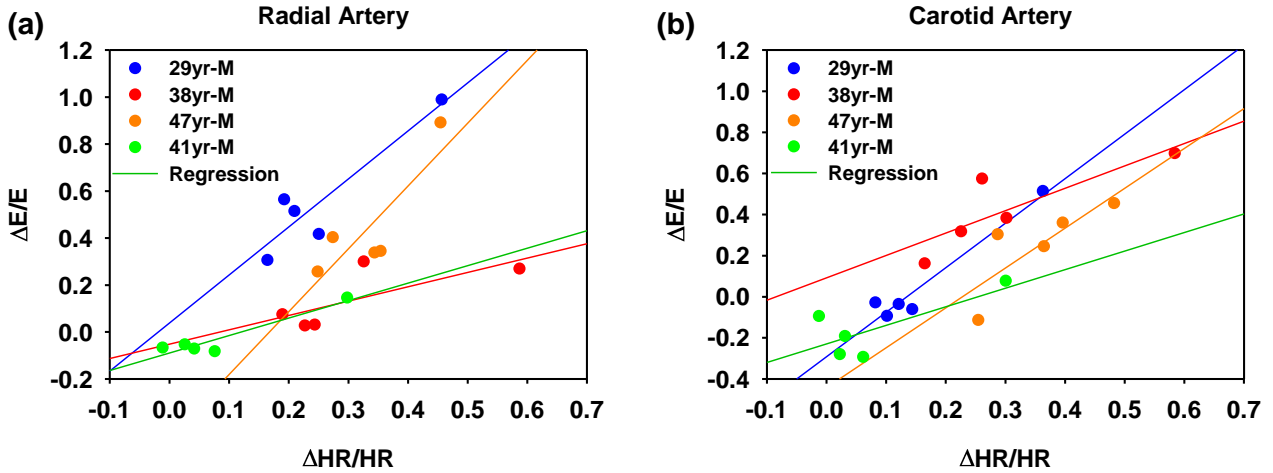 (a)
Radial Artery
1.2
1.0
0.8
0.6
0.4
0.2
0.0
-0.2
ΔE/E
29yr-M
38yr-M
47yr-M
41yr-M
Regression
-0.1 0.0 0.1 0.2 0.3 0.4 0.5 0.6 0.7
ΔHR/HR
(b)
Carotid Artery
1.2
1.0
0.8
0.6
0.4
0.2
0.0
-0.2
-0.4
ΔE/E
29yr-M
38yr-M
47yr-M
41yr-M
Regression
-0.1 0.0 0.1 0.2 0.3 0.4 0.5 0.6 0.7
ΔHR/HR